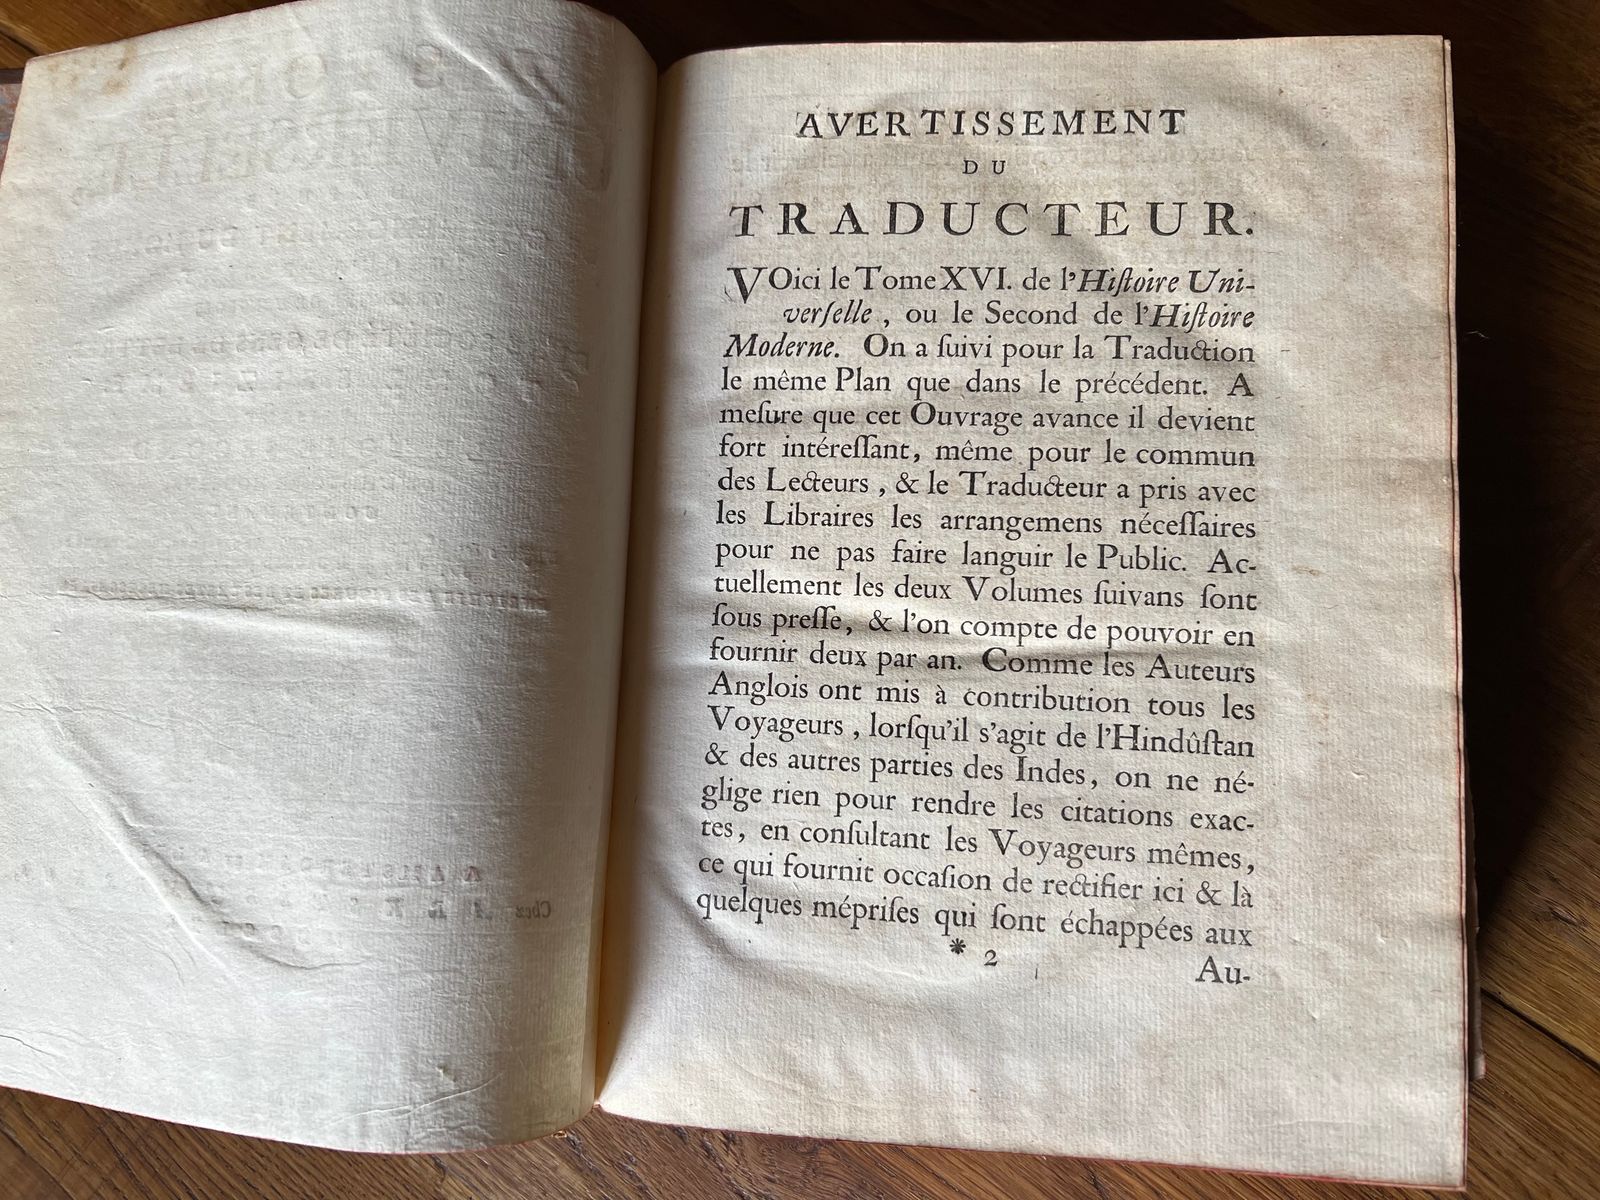 AVERTISSEMENT
DU
TRADUCTEUR.
VOici le Tome XVI. de l'Hiſtoire Uni-
verſelle, ou le Second de l'Hiſtoire
Moderne. On a ſuivi pour la Traduction
le même Plan que dans le précédent. A
meſure que cet Ouvrage avance il devient
fort intéreſſant, même pour le commun
des Lecteurs, & le Traducteur a pris avec
les Libraires les arrangemens néceſſaires
pour ne pas faire languir le Public. Ac-
tuellement les deux Volumes ſuivans ſont
ſous preſſe, & l'on compte de pouvoir en
fournir deux par an. Comme les Auteurs
Anglois ont mis à contribution tous les
Voyageurs, lorſqu'il s'agit de l'Hindûſtan
& des autres parties des Indes, on ne né-
glige rien pour rendre les citations exac-
tes, en conſultant les Voyageurs mêmes,
ce qui fournit occaſion de rectifier ici & là
quelques mépriſes qui ſont échappées aux
* 2
Au-